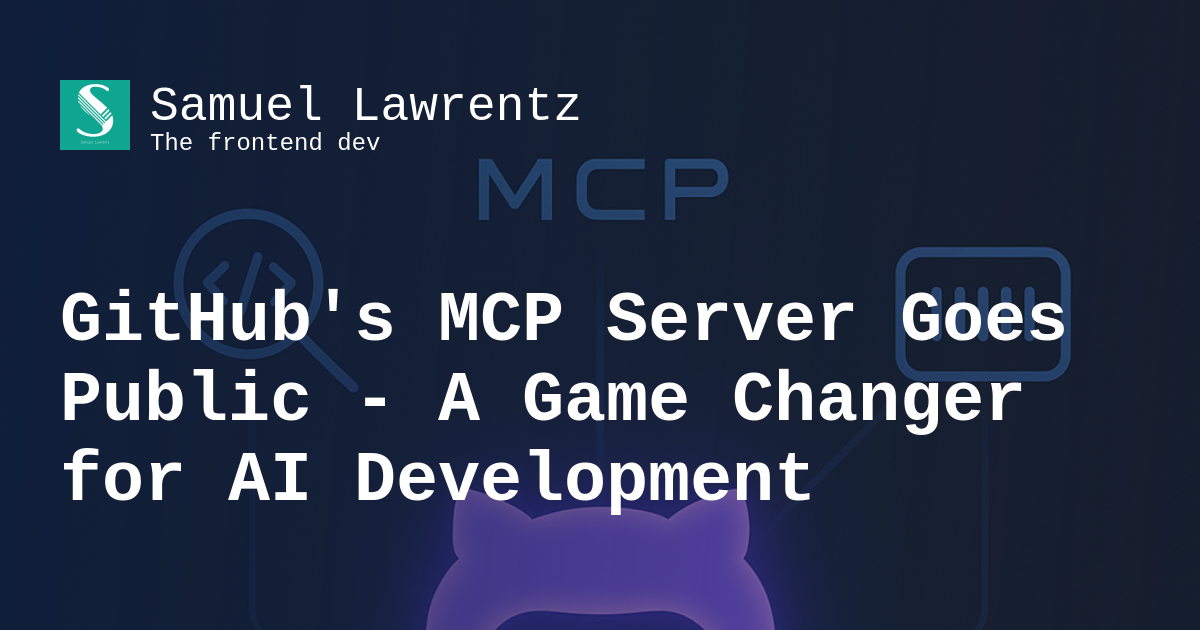 Samuel Lawrentz
The frontend dev
MCP
</>
GitHub's MCP Server Goes
Public - A Game Changer
for AI Development